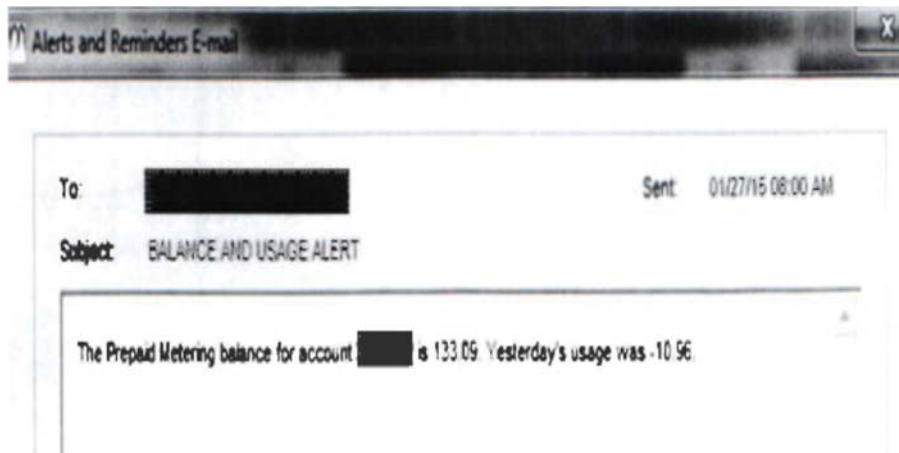 Alerts and Reminders E-mail
X
To:
Sent: 01/27/15 08:00 AM
Subject: BALANCE AND USAGE ALERT
The Prepaid Metering balance for account is 133.09. Yesterday's usage was -10.96.